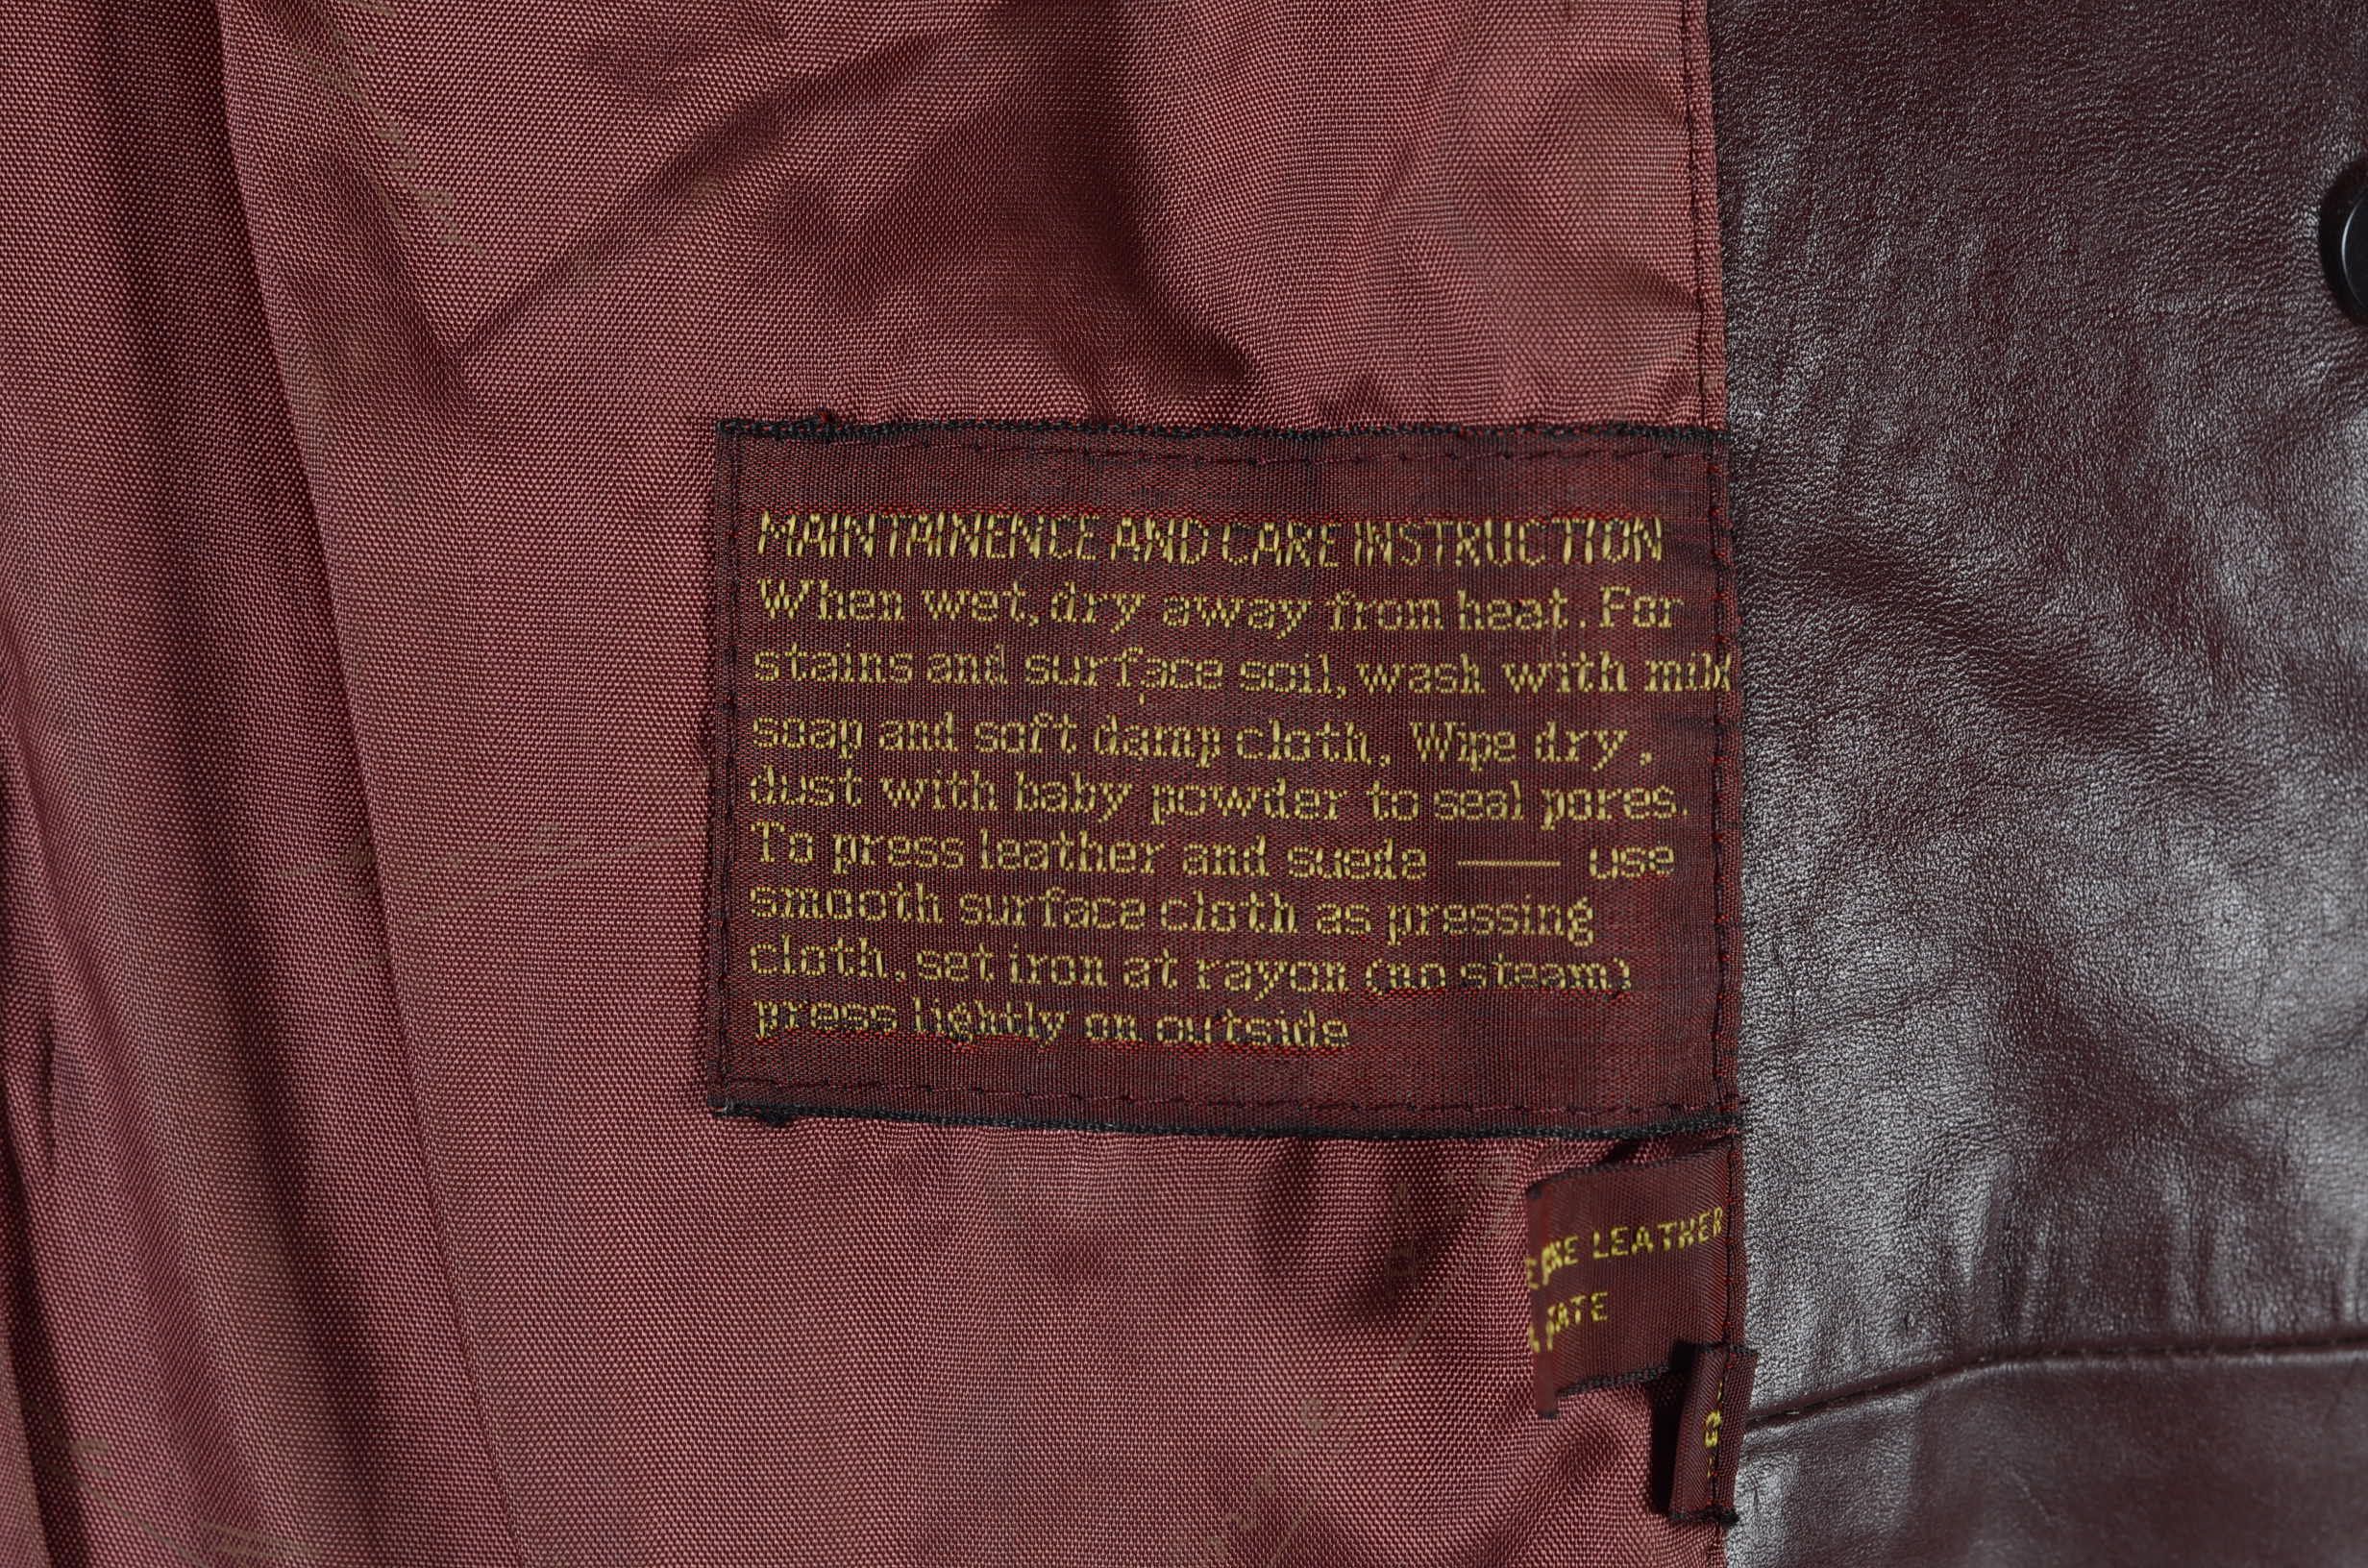 MAINTAINENCE AND CARE INSTRUCTION
When wet, dry away from heat. For
stains and surface soil, wash with mild
soap and soft damp cloth, Wipe dry,
dust with baby powder to seal pores.
To press leather and suede —— use
smooth surface cloth as pressing
cloth. set iron at rayon (no steam)
press lightly on outside
LEATHER